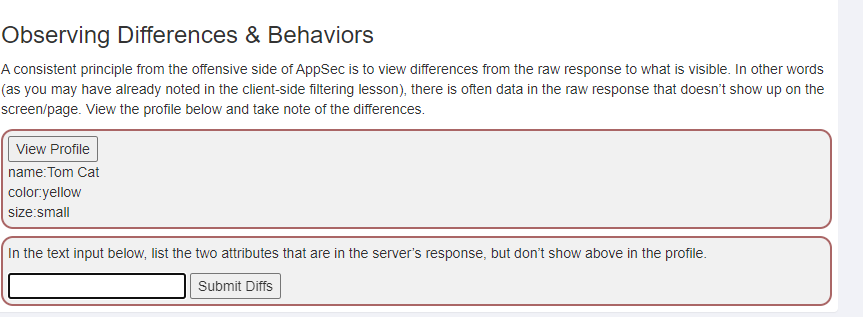 Observing Differences & Behaviors
A consistent principle from the offensive side of AppSec is to view differences from the raw response to what is visible. In other words
(as you may have already noted in the client-side filtering lesson), there is often data in the raw response that doesn’t show up on the
screen/page. View the profile below and take note of the differences.
View Profile
name:Tom Cat
color:yellow
size:small
In the text input below, list the two attributes that are in the server’s response, but don’t show above in the profile.
Submit Diffs